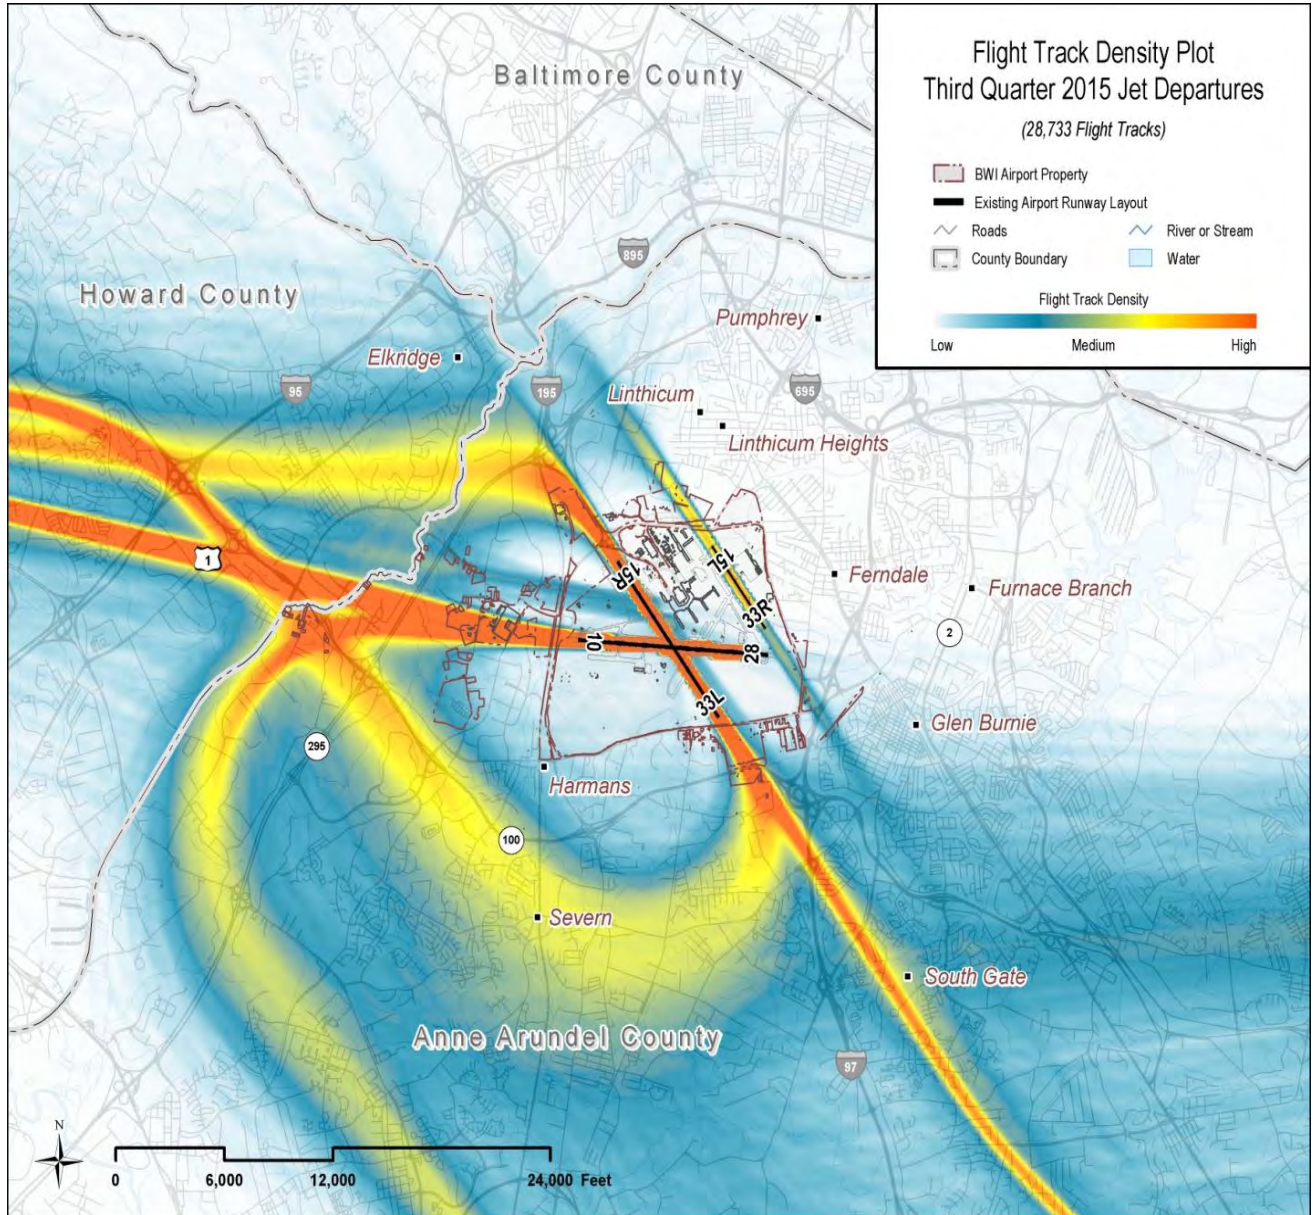 Baltimore County
Flight Track Density Plot
Third Quarter 2015 Jet Departures
(28,733 Flight Tracks)
BWI Airport Property
Existing Airport Runway Layout
Roads
River or Stream
County Boundary
Water
Flight Track Density
Low
Medium
High
895
Howard County
Pumphrey
Elkridge
95
195
Linthicum
695
Linthicum Heights
1
15R
15L
Ferndale
Furnace Branch
33R
2
10
28
33L
Glen Burnie
295
Harmans
100
Severn
South Gate
Anne Arundel County
97
N
0
6,000
12,000
24,000 Feet